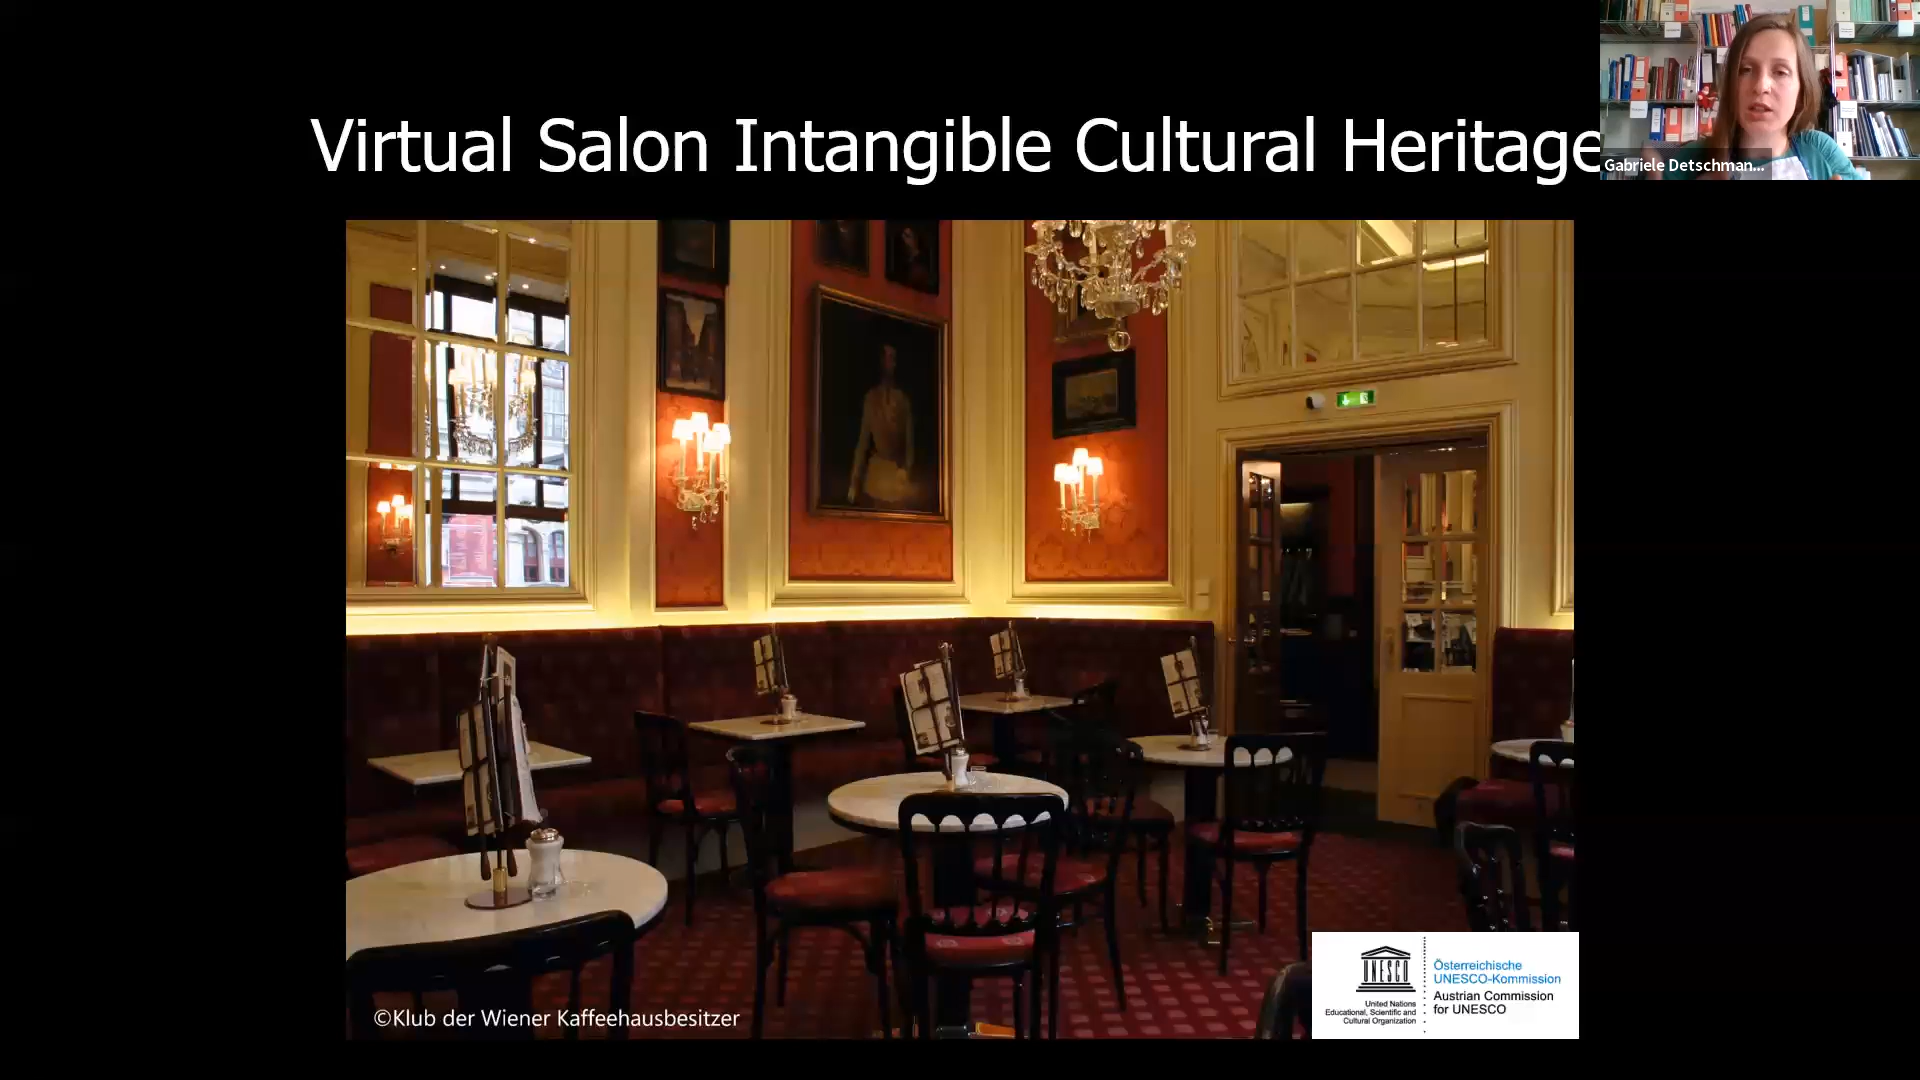 Virtual Salon Intangible Cultural Heritage
Gabriele Detschman...
©Klub der Wiener Kaffeehausbesitzer
UNESCO
United Nations
Educational, Scientific and
Cultural Organization
Österreichische
UNESCO-Kommission
Austrian Commission
for UNESCO